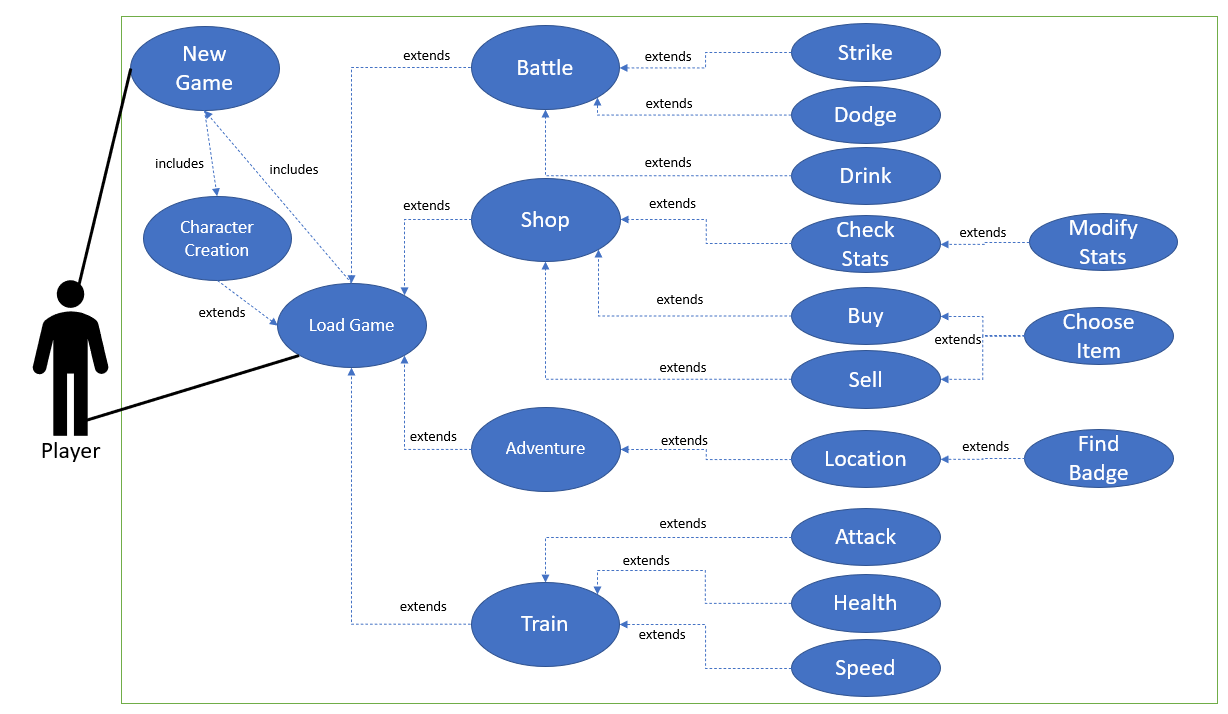 New
Game
includes
includes
Character
Creation
extends
Load Game
Player
extends
Battle
extends
Strike
extends
Dodge
extends
Drink
extends
Shop
extends
Check
Stats
extends
Modify
Stats
extends
Buy
extends
Choose
Item
extends
Sell
extends
Adventure
extends
Location
extends
Find
Badge
extends
Attack
extends
Health
extends
Train
extends
Speed